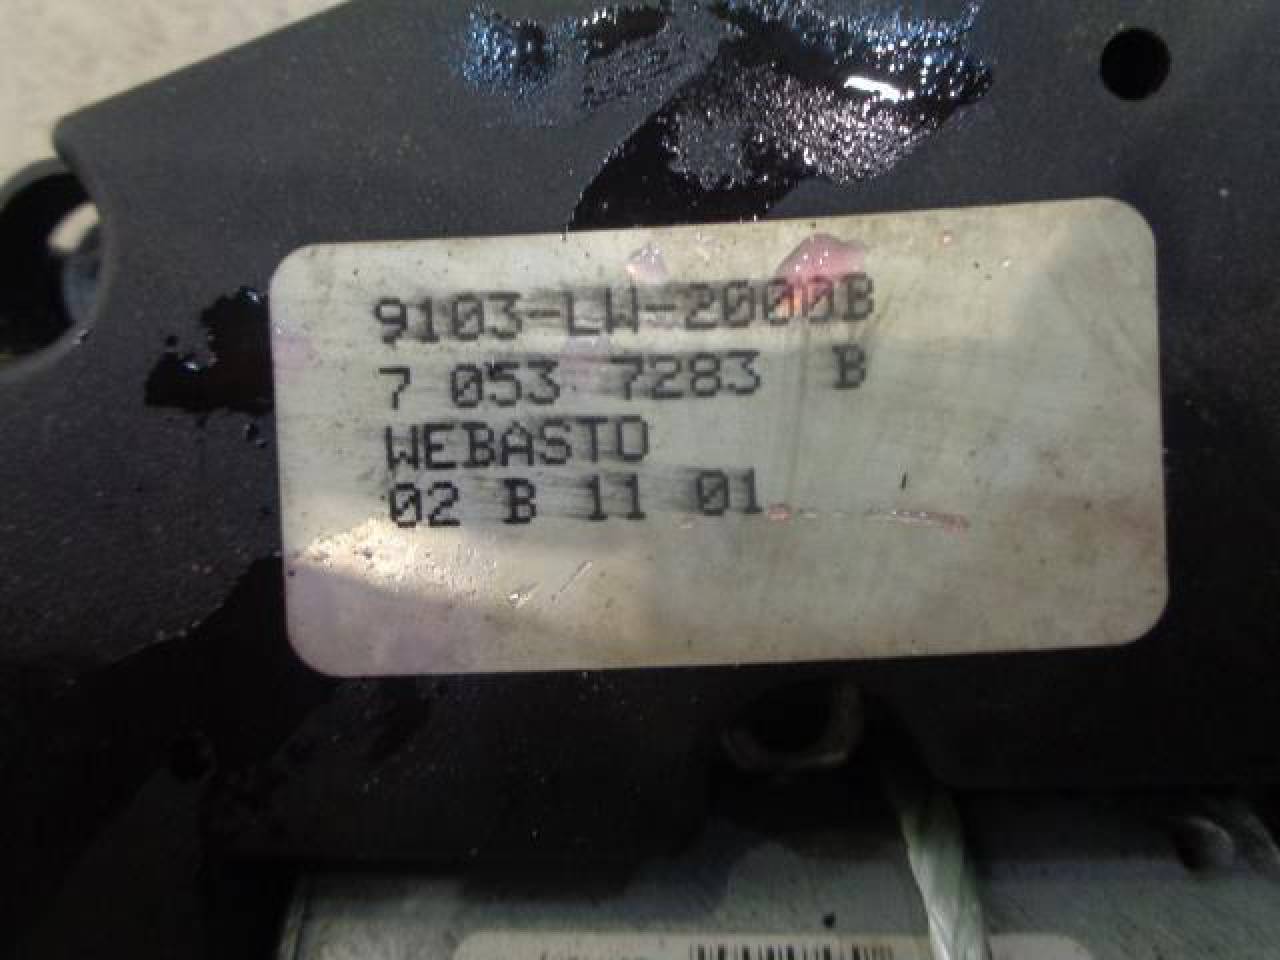 9103-LW-2000B
7 053 7283 B
WEBASTO
02 B 11 01